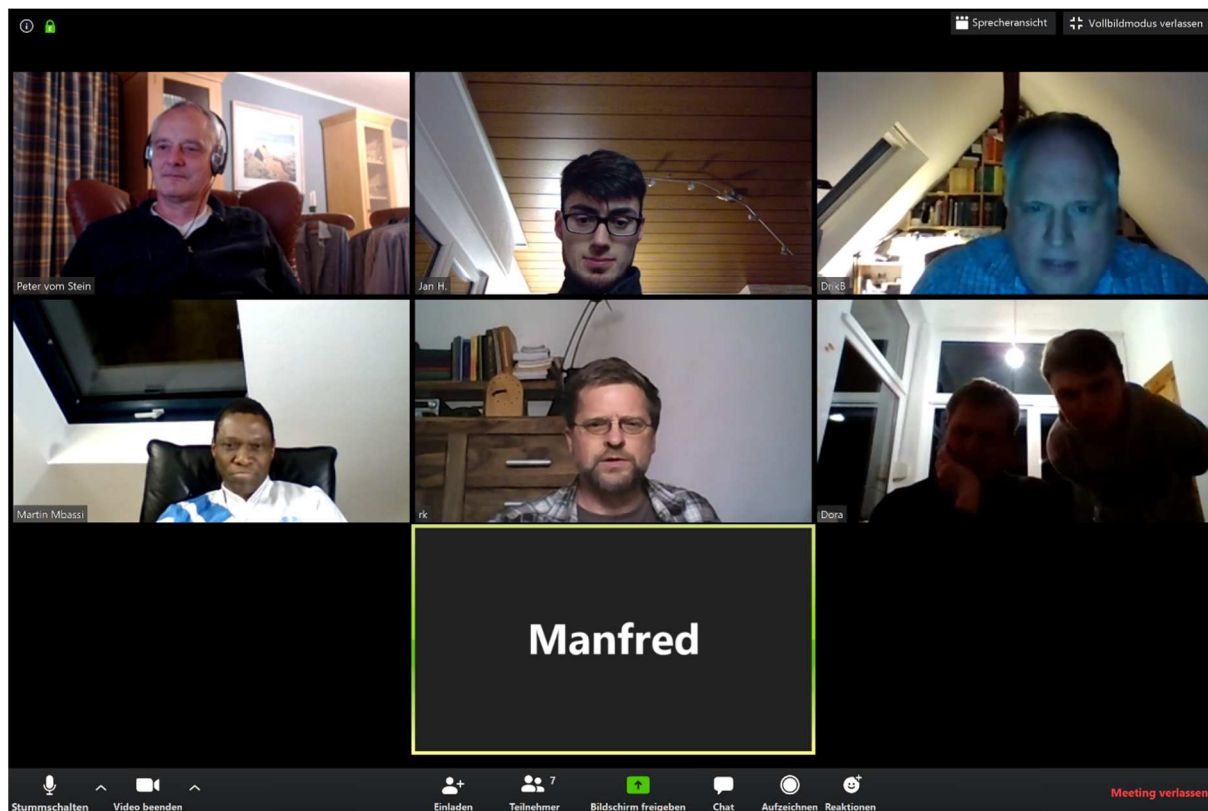 Sprecheransicht
Vollbildmodus verlassen
Peter vom Stein
Jan H.
DrikB
Martin Mbassi
rk
Dora
Manfred
Stummschalten
Video beenden
Einladen
7
Teilnehmer
Bildschirm freigeben
Chat
Aufzeichnen
Reaktionen
Meeting verlassen